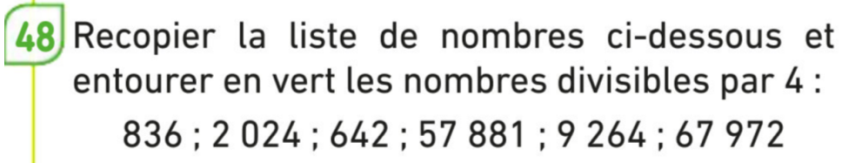 48 Recopier la liste de nombres ci-dessous et
entourer en vert les nombres divisibles par 4 :
836 ; 2 024 ; 642 ; 57 881 ; 9 264 ; 67 972